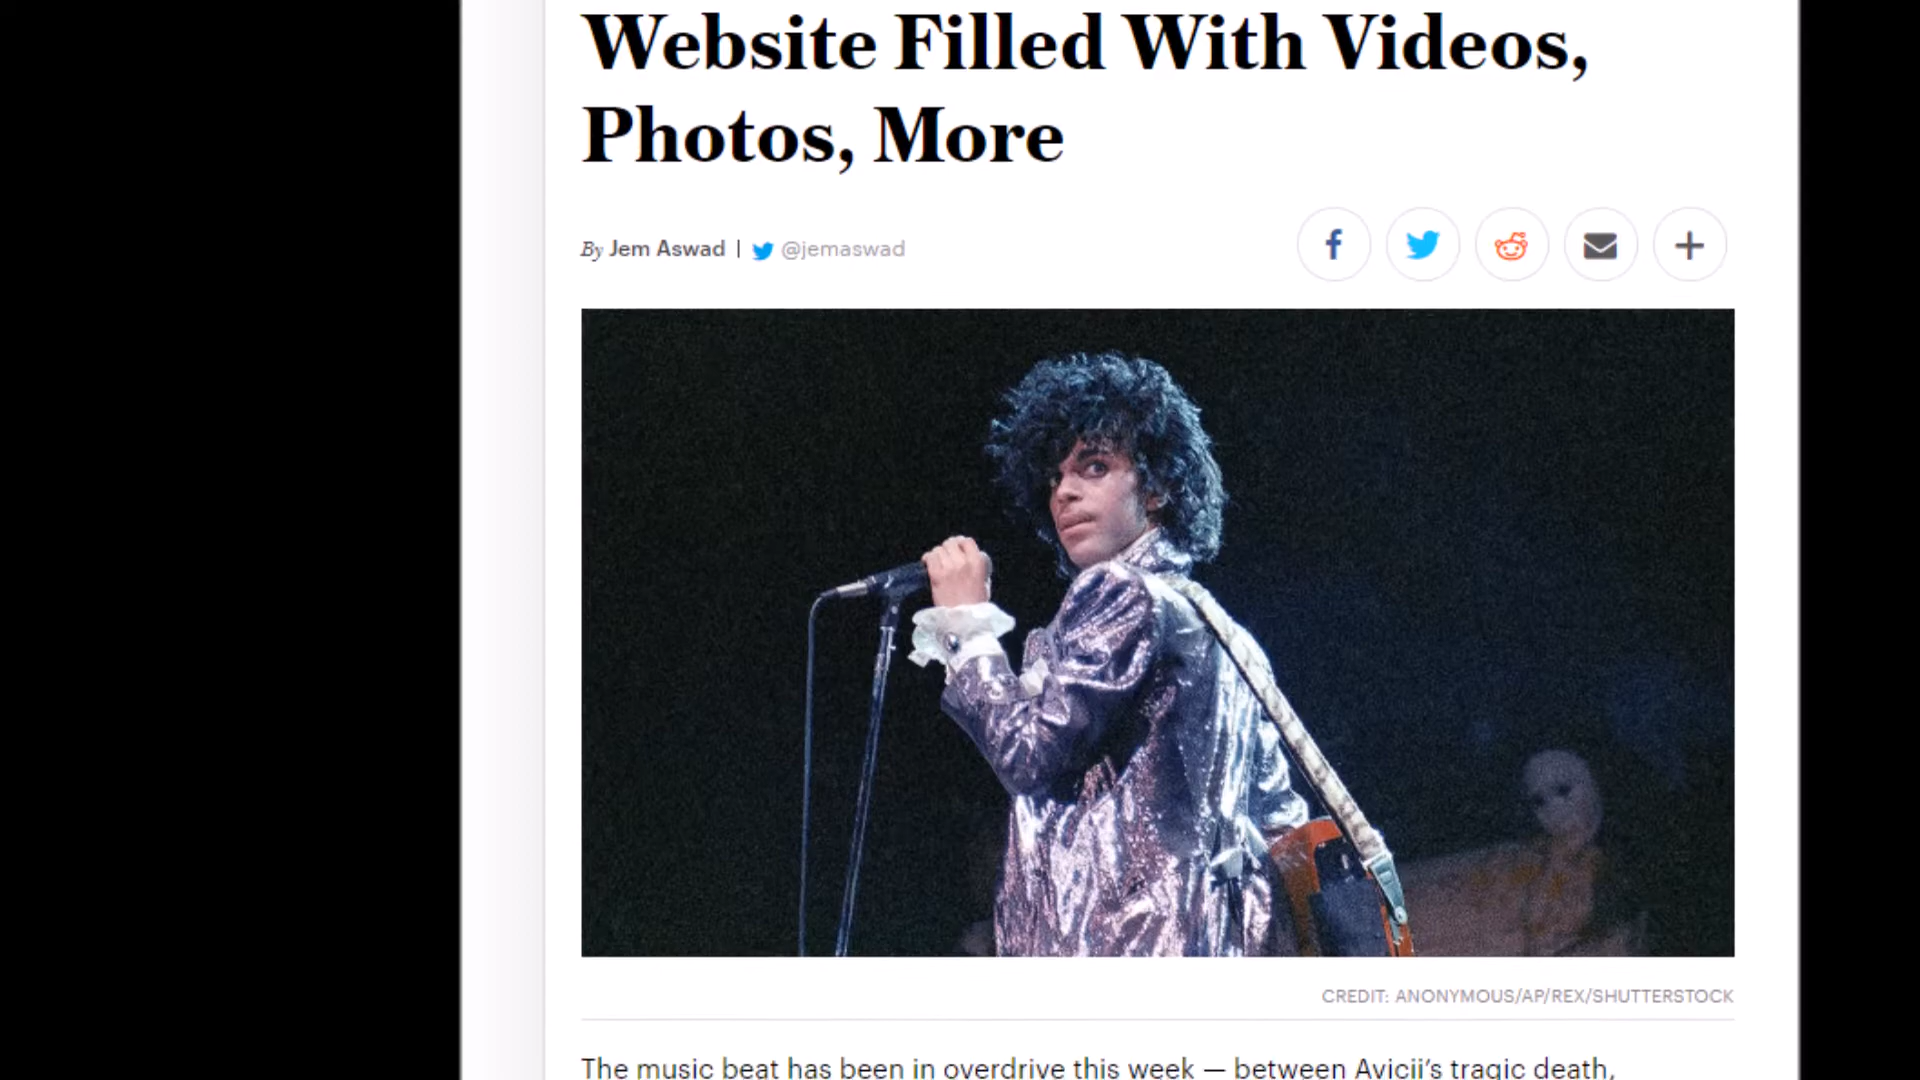 Website Filled With Videos,
Photos, More
By Jem Aswad | @jemaswad
CREDIT: ANONYMOUS/AP/REX/SHUTTERSTOCK
The music beat has been in overdrive this week — between Avicii’s tragic death,